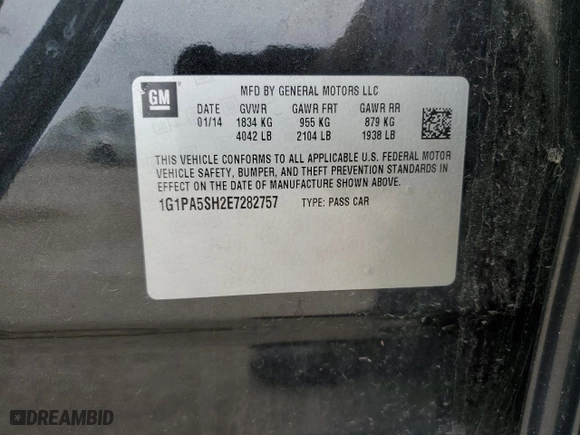 GM
MFD BY GENERAL MOTORS LLC
DATE GVWR GAWR FRT GAWR RR
01/14 1834 KG 955 KG 879 KG
4042 LB 2104 LB 1938 LB
THIS VEHICLE CONFORMS TO ALL APPLICABLE U.S. FEDERAL MOTOR
VEHICLE SAFETY, BUMPER, AND THEFT PREVENTION STANDARDS
IN EFFECT ON THE DATE OF MANUFACTURE SHOWN ABOVE.
1G1PA5SH2E7282757 TYPE: PASS CAR
DREAMBID